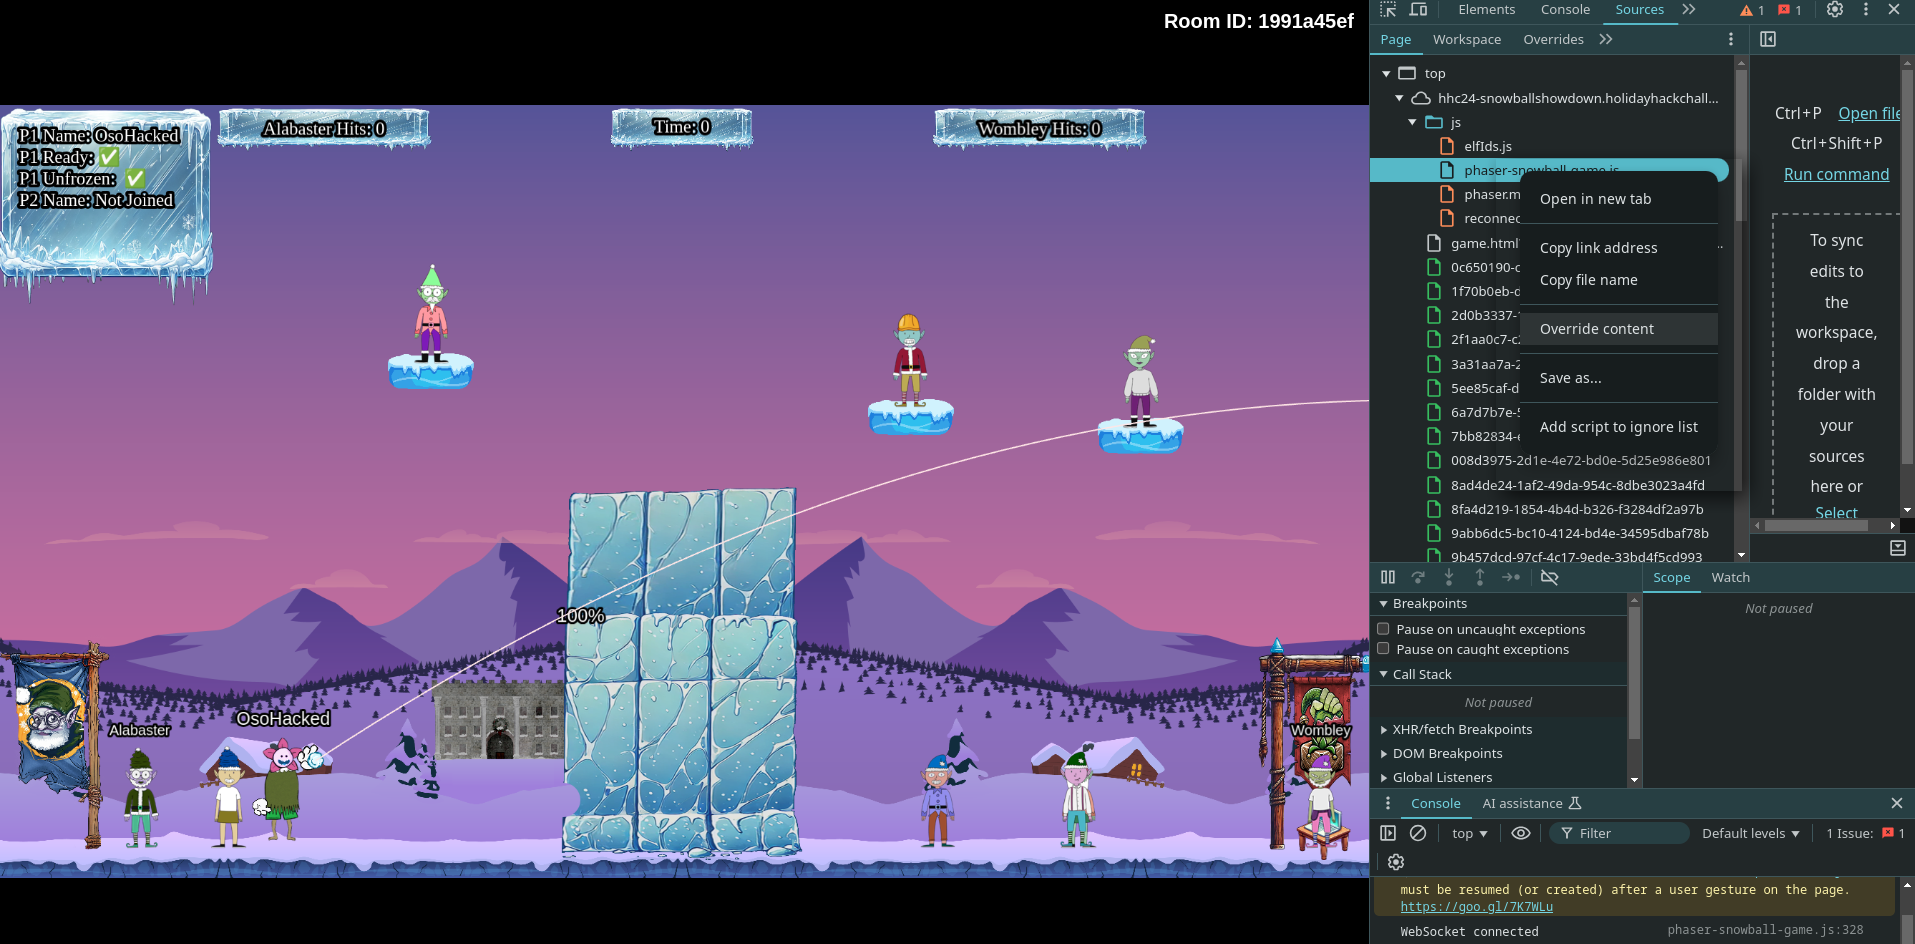 Room ID: 1991a45ef
P1 Name: OsoHacked
P1 Ready: ✅
P1 Unfrozen: ✅
P2 Name: Not Joined
Alabaster Hits: 0
Time: 0
Wombley Hits: 0
100%
Alabaster
OsoHacked
Wombley
Elements Console Sources 1 1
Page Workspace Overrides
top
hhc24-snowballshowdown.holidayhackchall...
js
elfIds.js
phaser-snowball-game.js
phaser.m
reconnec
game.html
0c650190-c
1f70b0eb-d
2d0b3337-
2f1aa0c7-c2
3a31aa7a-2
5ee85caf-d
6a7d7b7e-5
7bb82834-e
008d3975-2d1e-4e72-bd0e-5d25e986e801
8ad4de24-1af2-49da-954c-8dbe3023a4fd
8fa4d219-1854-4b4d-b326-f3284df2a97b
9abb6dc5-bc10-4124-bd4e-34595dbaf78b
9b457dcd-97cf-4c17-9ede-33bd4f5cd993
Open in new tab
Copy link address
Copy file name
Override content
Save as...
Add script to ignore list
Ctrl+P Open file
Ctrl+Shift+P
Run command
To sync
edits to
the
workspace,
drop a
folder with
your
sources
here or
Select
Breakpoints
Pause on uncaught exceptions
Pause on caught exceptions
Call Stack
Not paused
XHR/fetch Breakpoints
DOM Breakpoints
Global Listeners
Scope Watch
Not paused
Console AI assistance
top Filter Default levels 1 Issue: 1
must be resumed (or created) after a user gesture on the page.
https://goo.gl/7K7WLu
WebSocket connected phaser-snowball-game.js:328